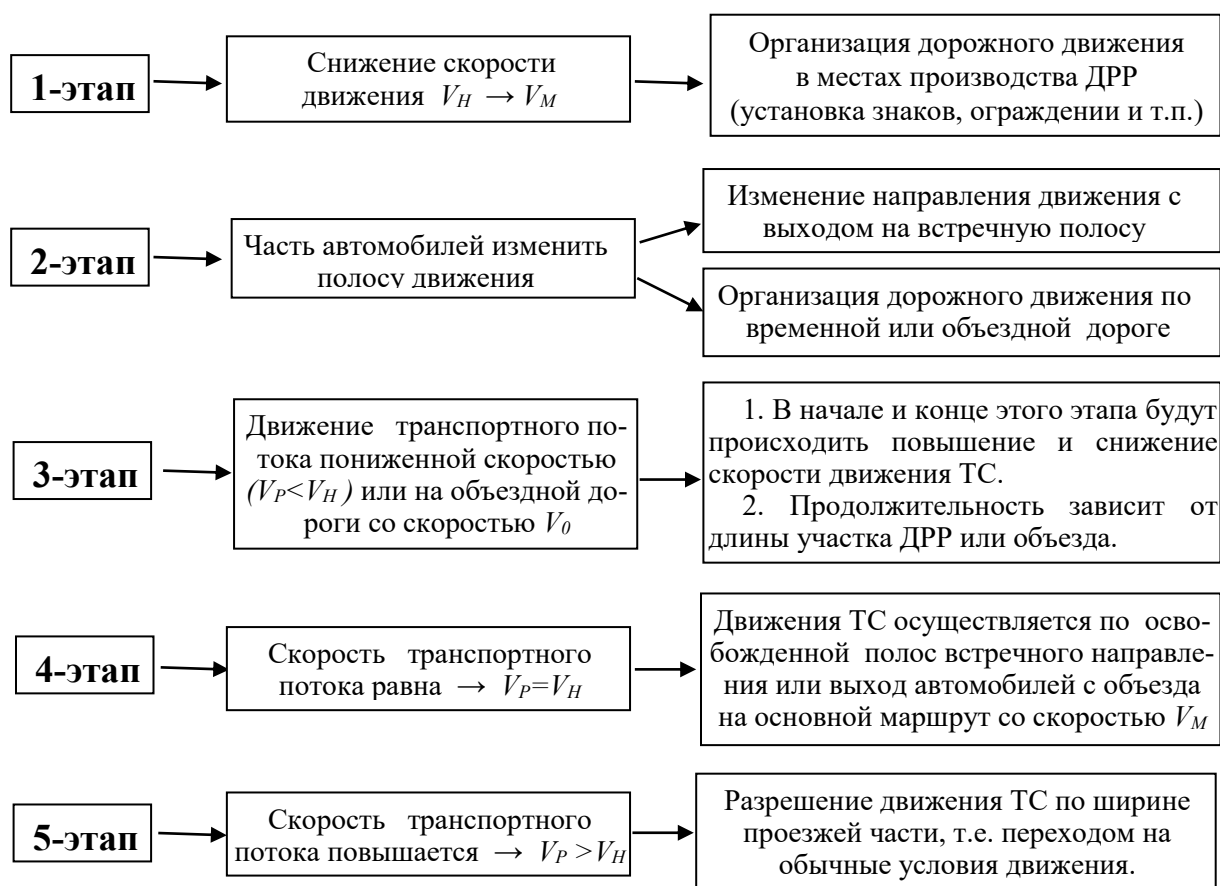 1-этап
Снижение скорости
движения V_H → V_M
Организация дорожного движения
в местах производства ДРР
(установка знаков, ограждении и т.п.)
2-этап
Часть автомобилей изменить
полосу движения
Изменение направления движения с
выходом на встречную полосу
Организация дорожного движения по
временной или объездной дороге
3-этап
Движение транспортного по-
тока пониженной скоростью
(V_P<V_H) или на объездной до-
роги со скоростью V_0
1. В начале и конце этого этапа будут
происходить повышение и снижение
скорости движения ТС.
2. Продолжительность зависит от
длины участка ДРР или объезда.
4-этап
Скорость транспортного
потока равна → V_P=V_H
Движения ТС осуществляется по осво-
божденной полос встречного направле-
ния или выход автомобилей с объезда
на основной маршрут со скоростью V_M
5-этап
Скорость транспортного
потока повышается → V_P >V_H
Разрешение движения ТС по ширине
проезжей части, т.е. переходом на
обычные условия движения.